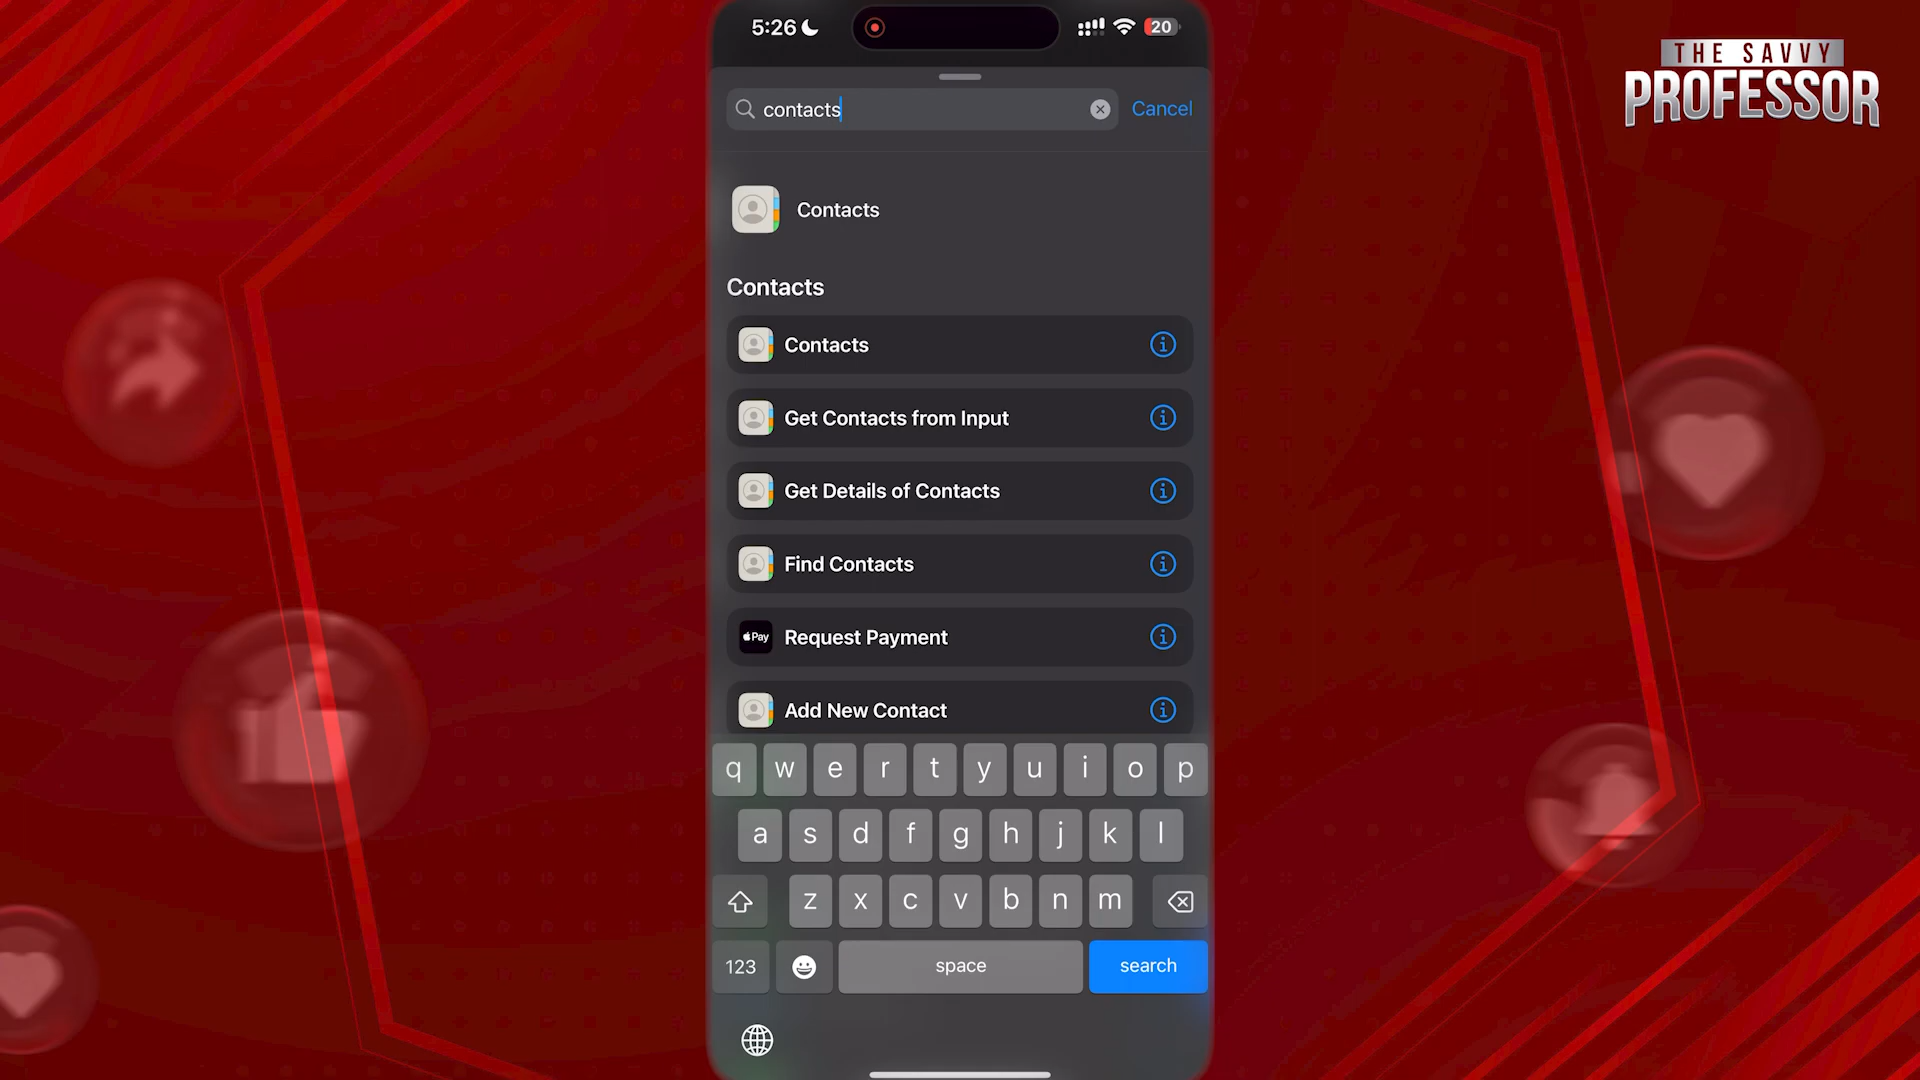 5:26
20
THE SAVVY
PROFESSOR
contacts
Cancel
Contacts
Contacts
Contacts
Get Contacts from Input
Get Details of Contacts
Find Contacts
Pay
Request Payment
Add New Contact
q w e r t y u i o p
a s d f g h j k l
z x c v b n m
123
space
search